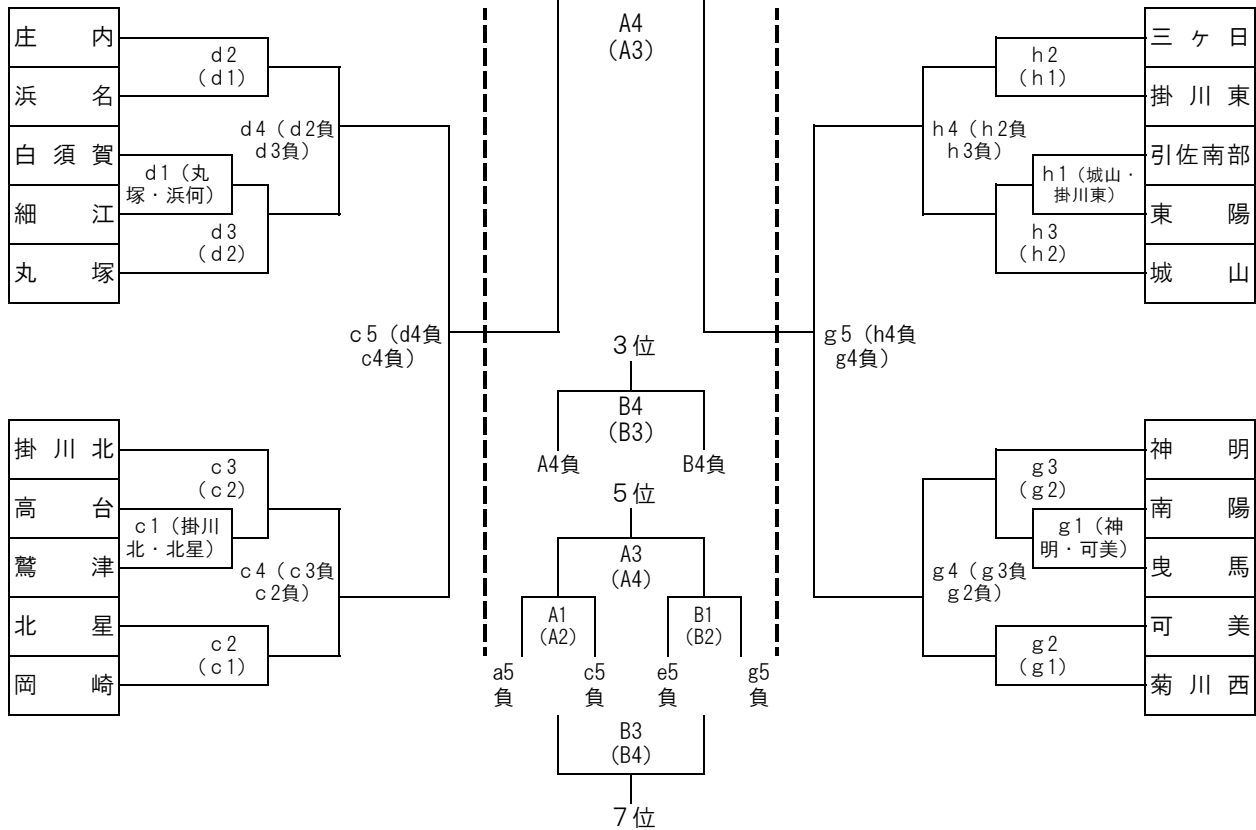 庄内
浜名
白須賀
細江
丸塚
d2
(d1)
d1(丸
塚・浜何)
d3
(d2)
d4(d2負
d3負)
掛川北
高台
鷲津
北星
岡崎
c3
(c2)
c1(掛川
北・北星)
c2
(c1)
c4(c3負
c2負)
c5(d4負
c4負)
A4
(A3)
3位
B4
(B3)
A4負
B4負
5位
A3
(A4)
A1
(A2)
B1
(B2)
a5
負
c5
負
e5
負
g5
負
B3
(B4)
7位
g5(h4負
g4負)
h4(h2負
h3負)
h2
(h1)
h1(城山・
掛川東)
h3
(h2)
三ヶ日
掛川東
引佐南部
東陽
城山
g4(g3負
g2負)
g3
(g2)
g1(神
明・可美)
g2
(g1)
神明
南陽
曳馬
可美
菊川西